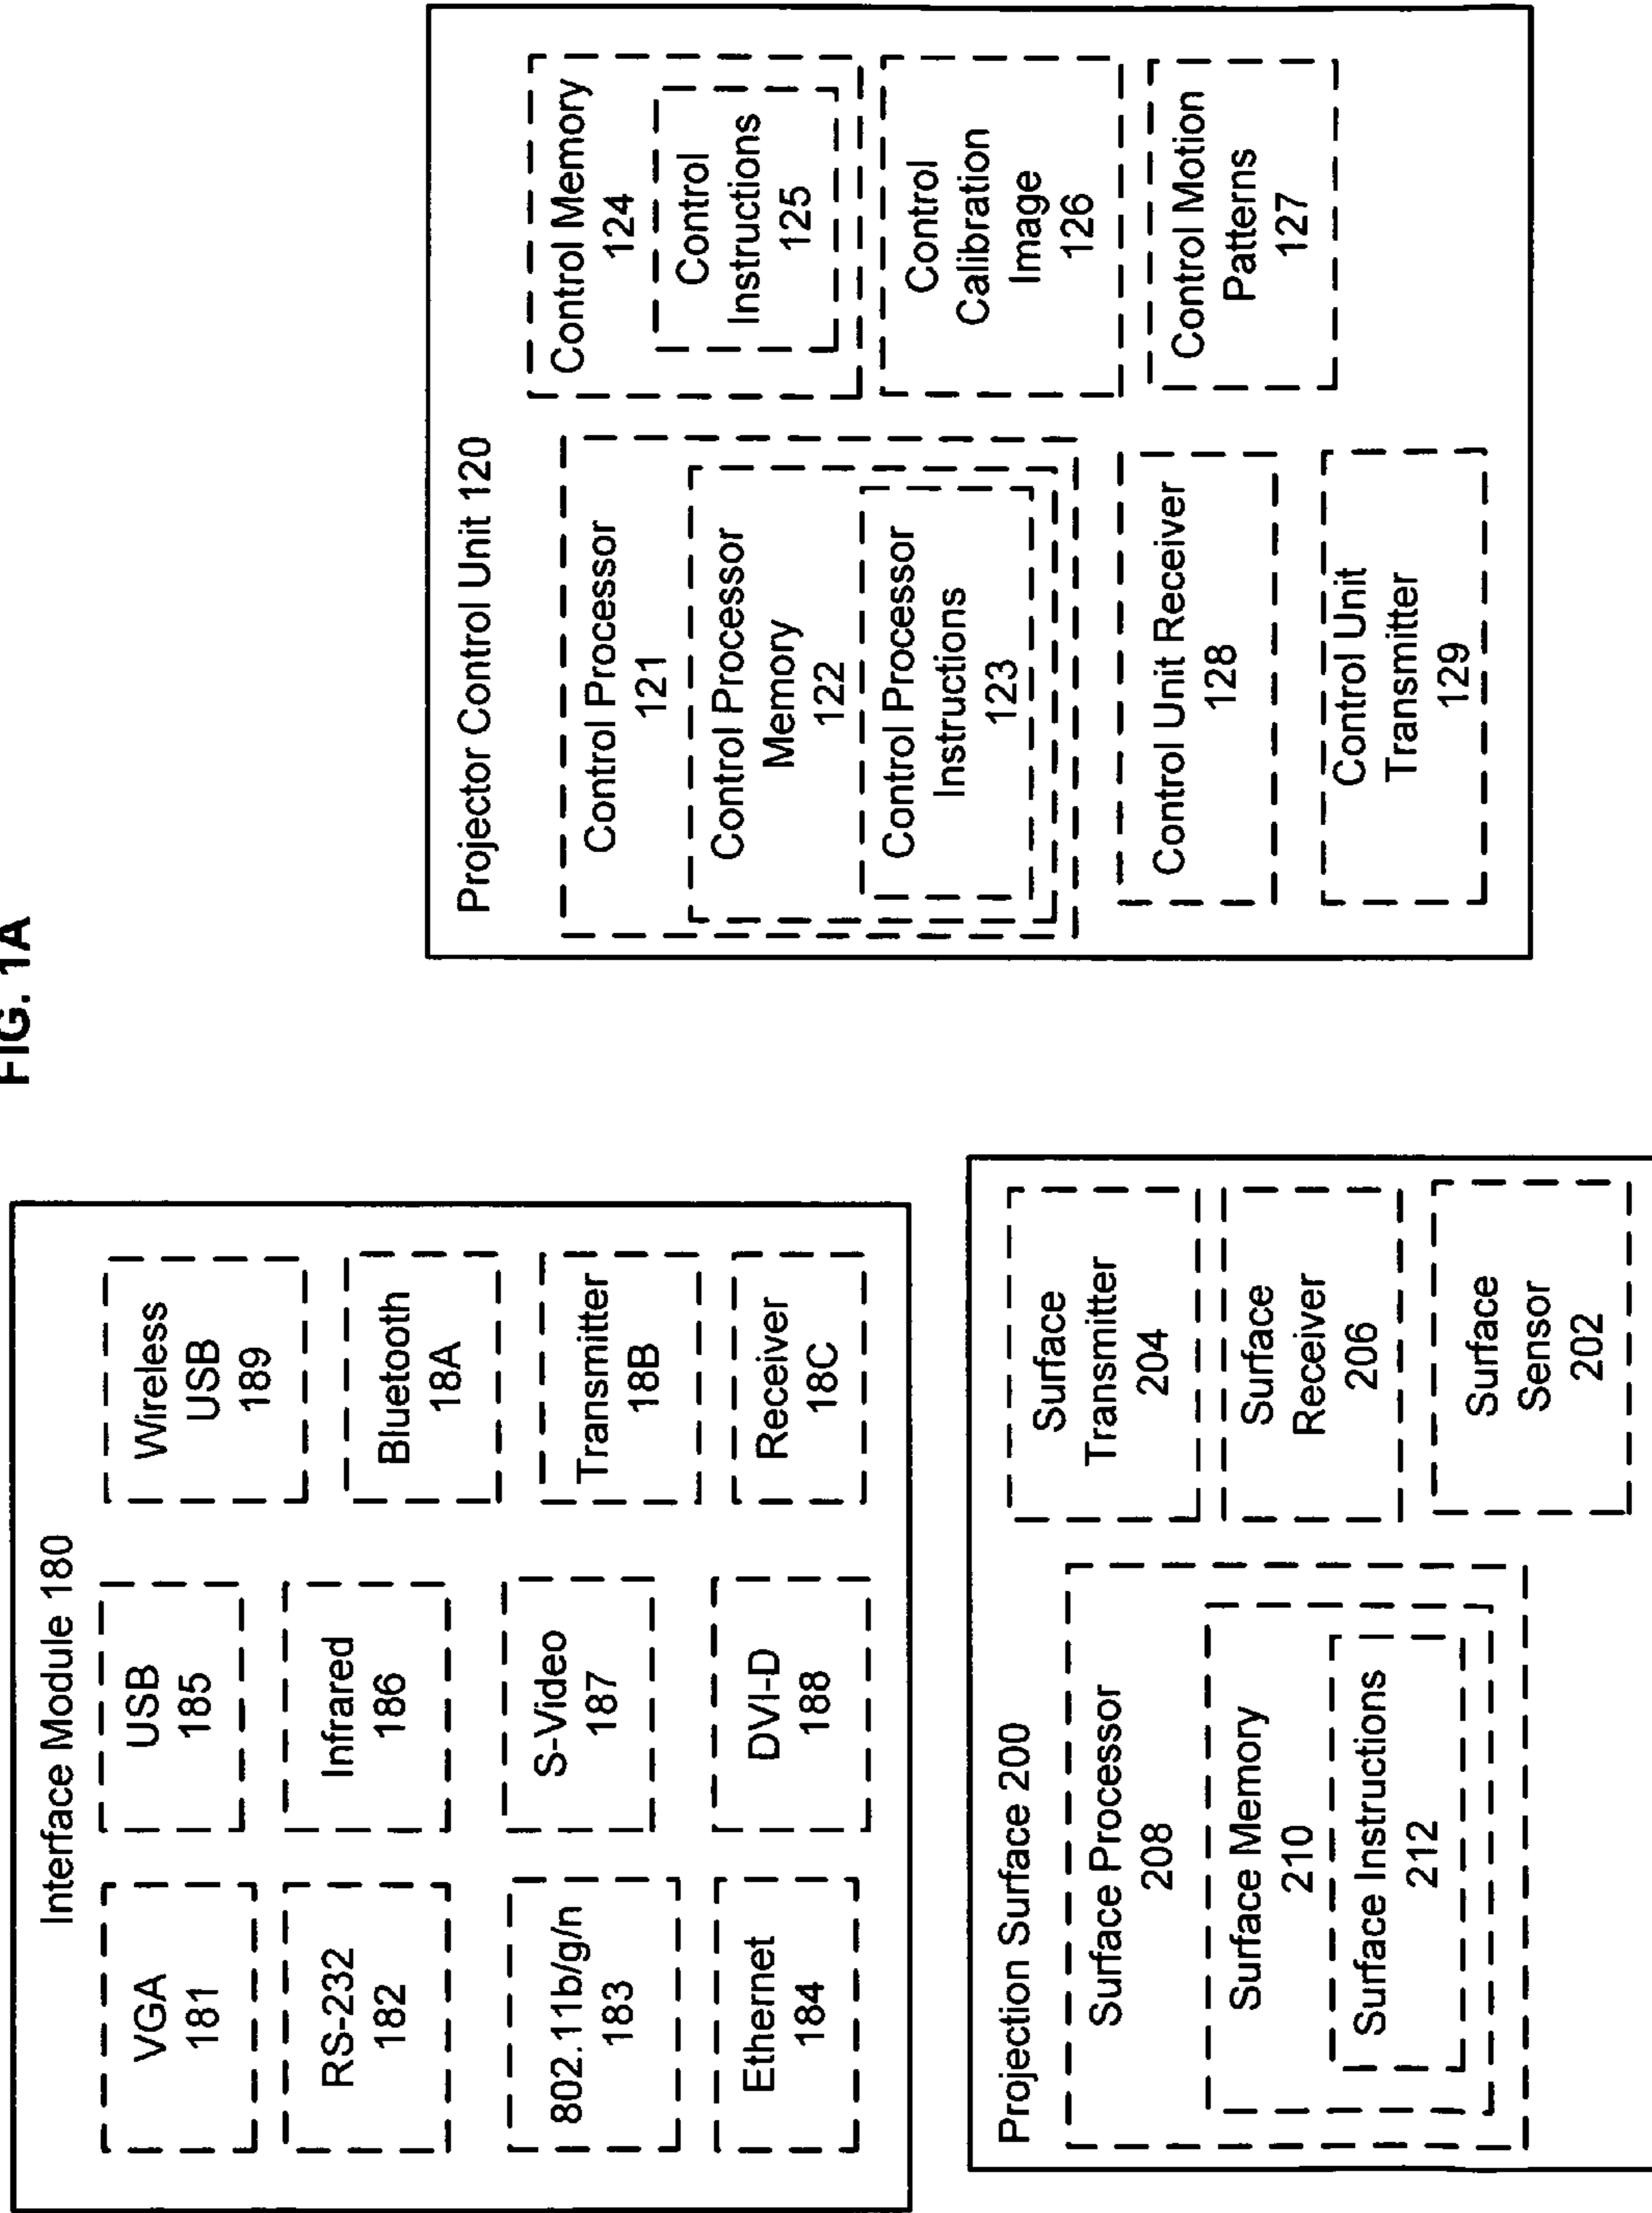 FIG. 1A
Interface Module 180
VGA
181
RS-232
182
802.11b/g/n
183
Ethernet
184
USB
185
Infrared
186
S-Video
187
DVI-D
188
Wireless
USB
189
Bluetooth
18A
Transmitter
18B
Receiver
18C
Projector Control Unit 120
Control Processor
121
Control Processor
Memory
122
Control Processor
Instructions
123
Control Unit Receiver
128
Control Unit
Transmitter
129
Control Memory
124
Control
Instructions
125
Control
Calibration
Image
126
Control Motion
Patterns
127
Projection Surface 200
Surface Processor
208
Surface Memory
210
Surface Instructions
212
Surface
Transmitter
204
Surface
Receiver
206
Surface
Sensor
202